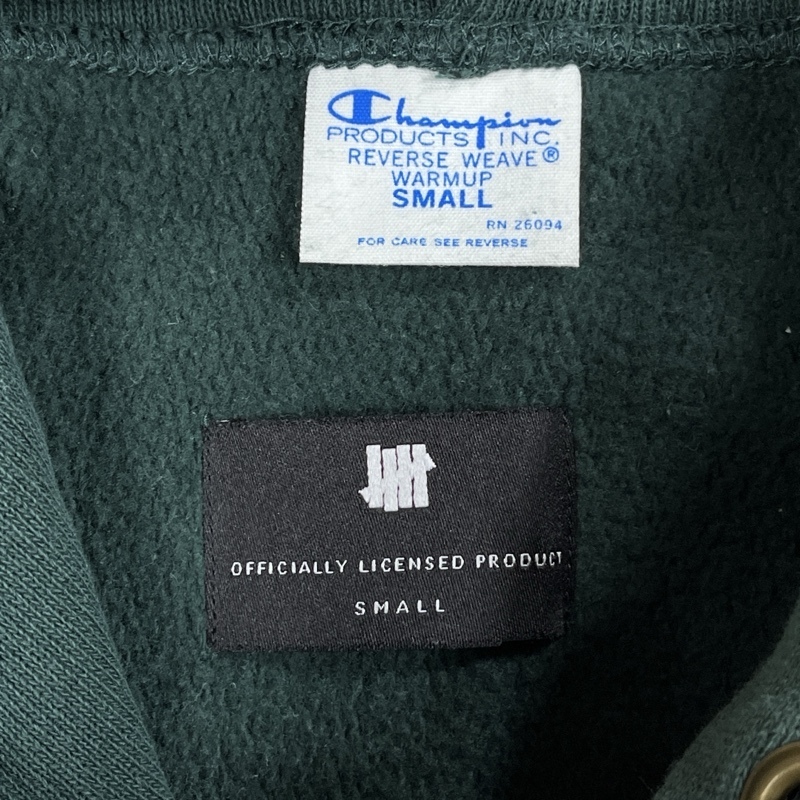 Champion
PRODUCTS INC.
REVERSE WEAVE®
WARMUP
SMALL
RN 26094
FOR CARE SEE REVERSE
OFFICIALLY LICENSED PRODUCT
SMALL